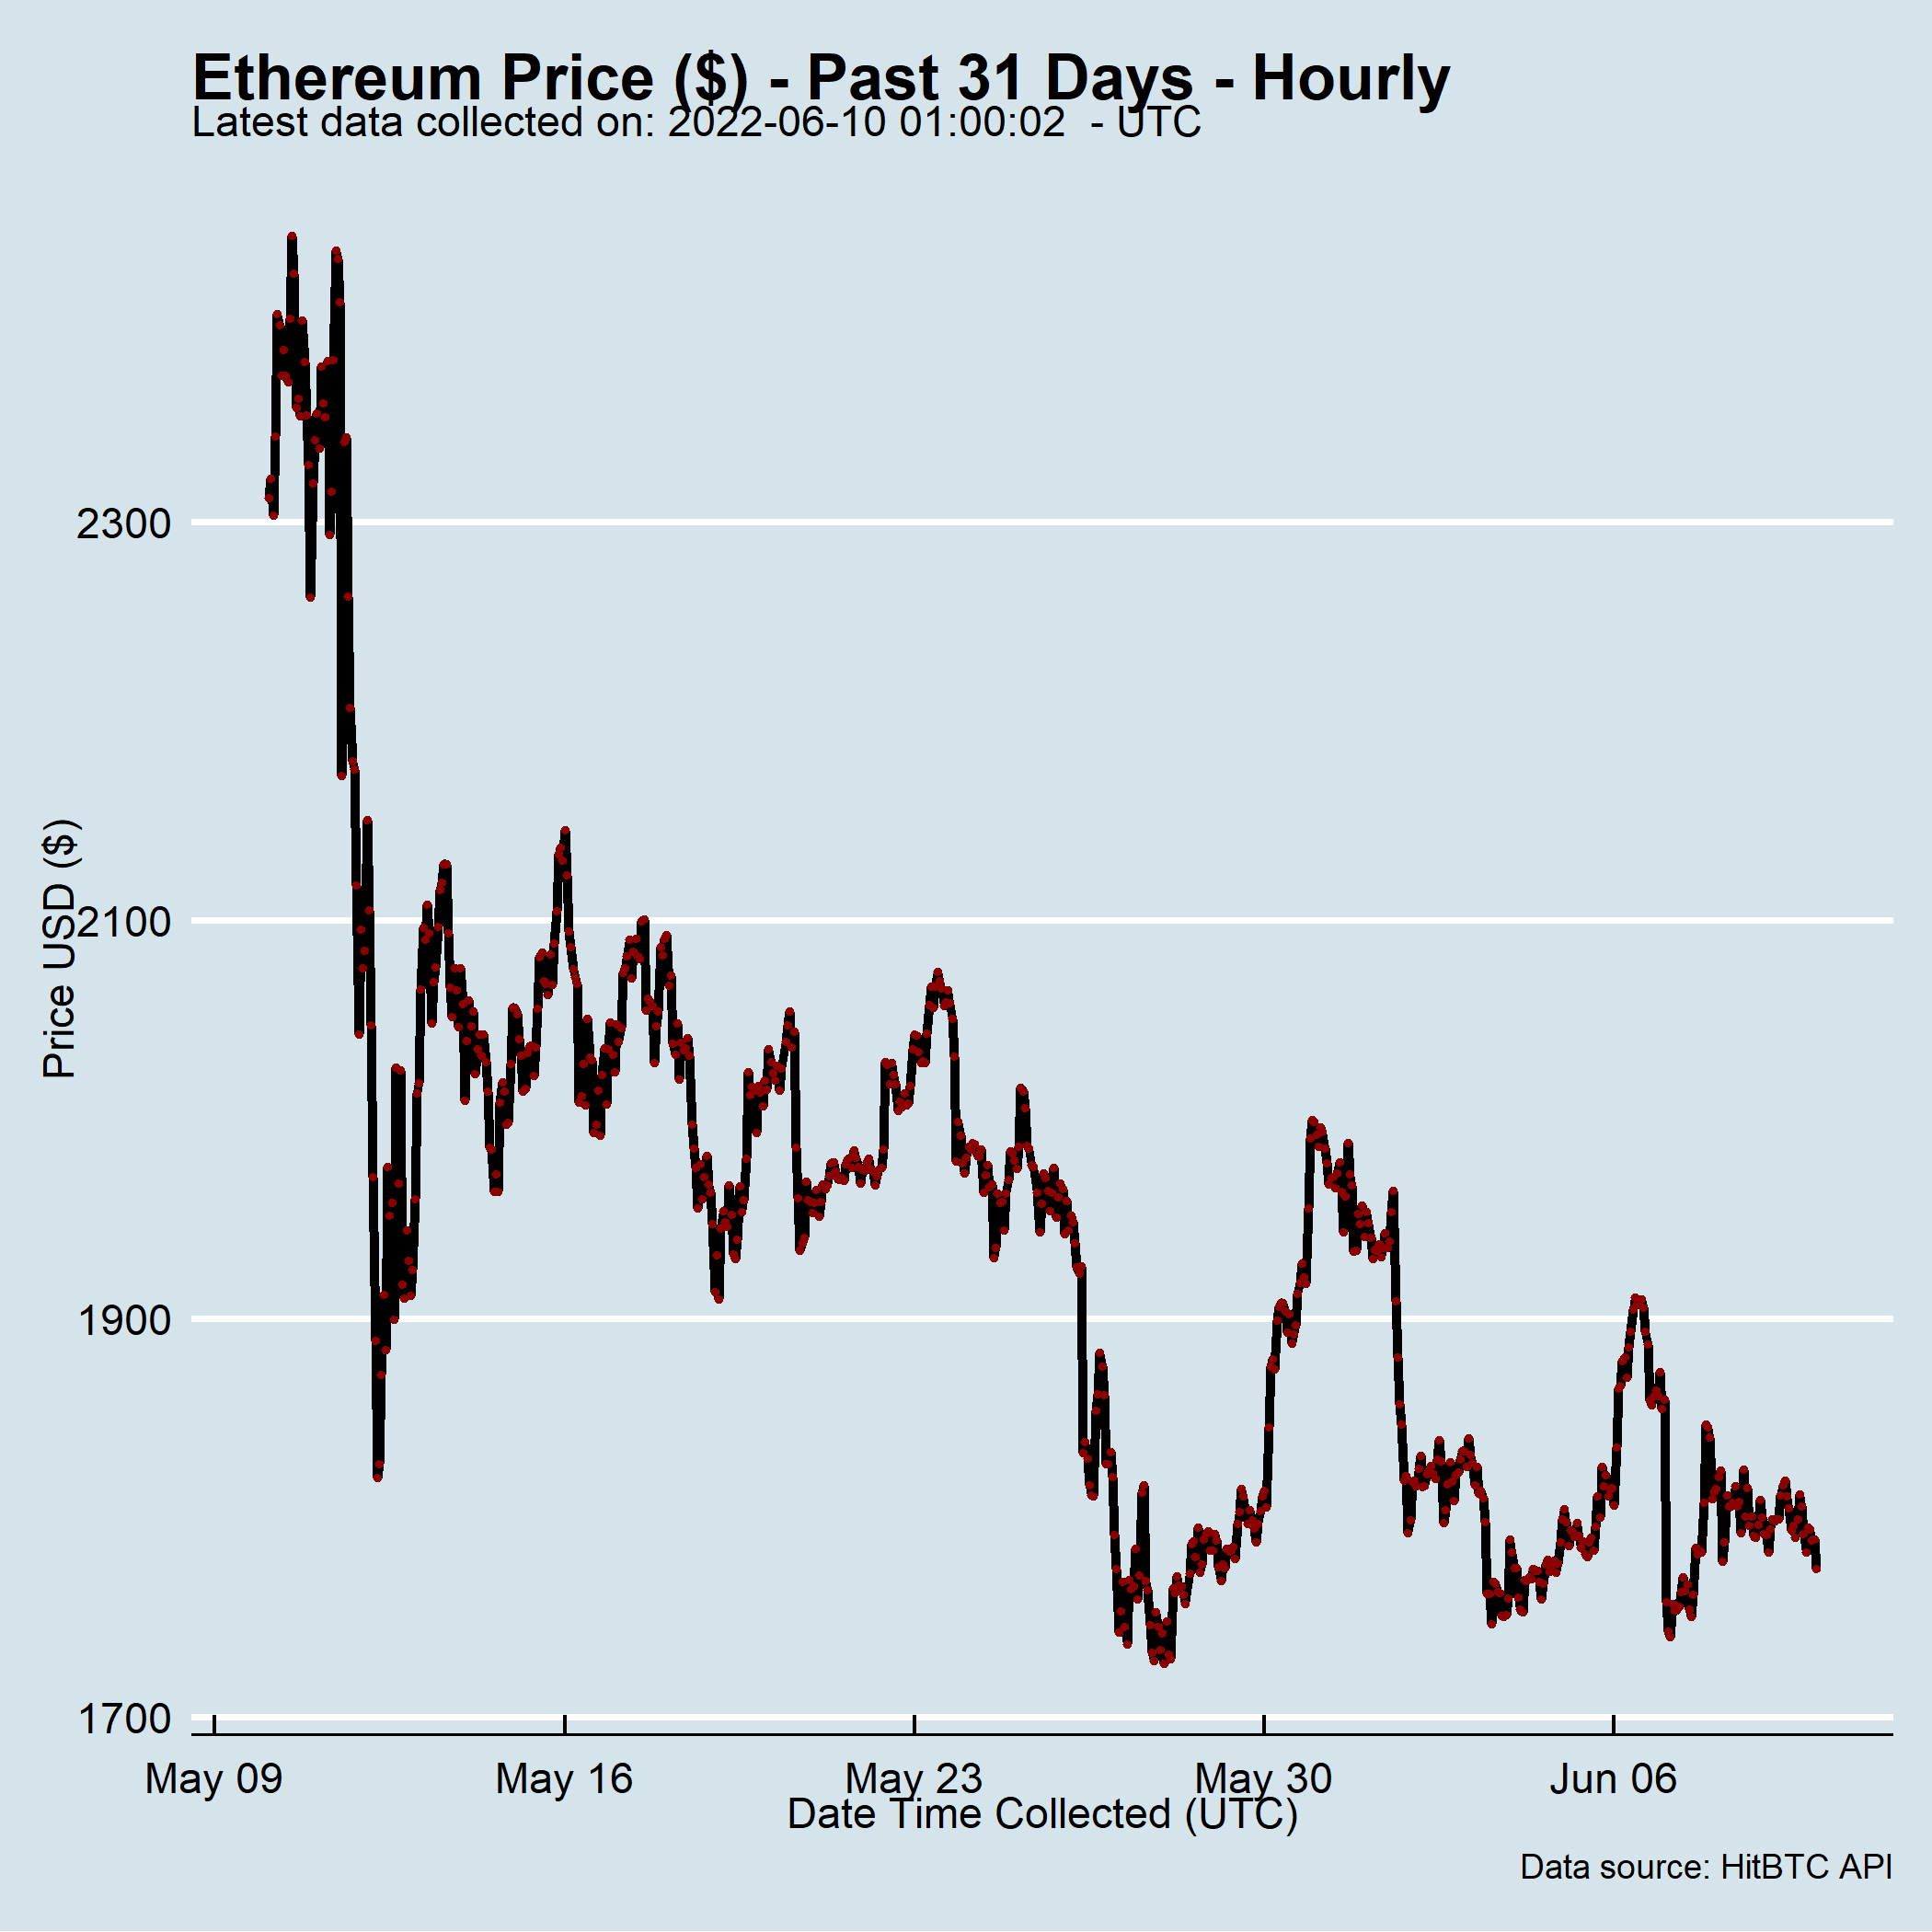 Ethereum Price ($) - Past 31 Days - Hourly
Latest data collected on: 2022-06-10 01:00:02  - UTC
Price USD ($)
2300
2100
1900
1700
May 09 May 16 May 23 May 30 Jun 06
Date Time Collected (UTC)
Data source: HitBTC API